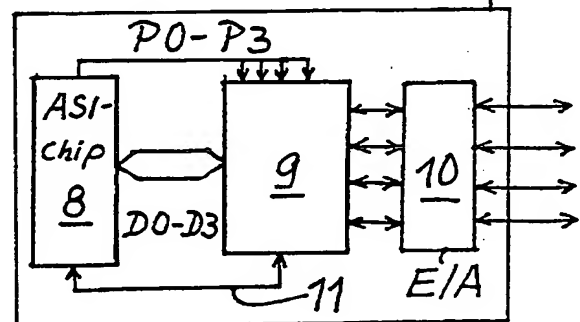 P0-P3
ASI-
chip
8
D0-D3
9
10
E/A
11